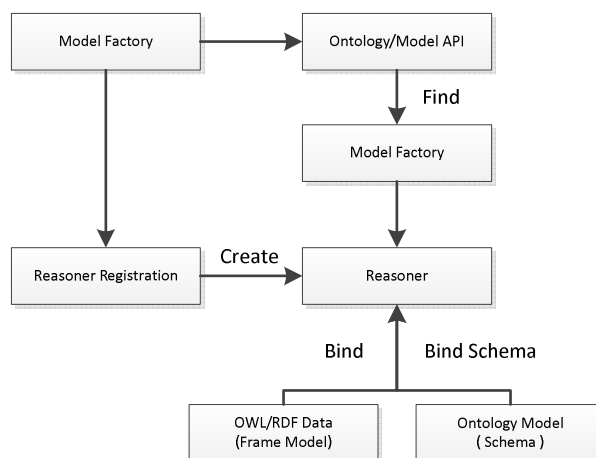 Model Factory
Ontology/Model API
Find
Model Factory
Reasoner Registration
Create
Reasoner
Bind
Bind Schema
OWL/RDF Data
(Frame Model)
Ontology Model
( Schema )